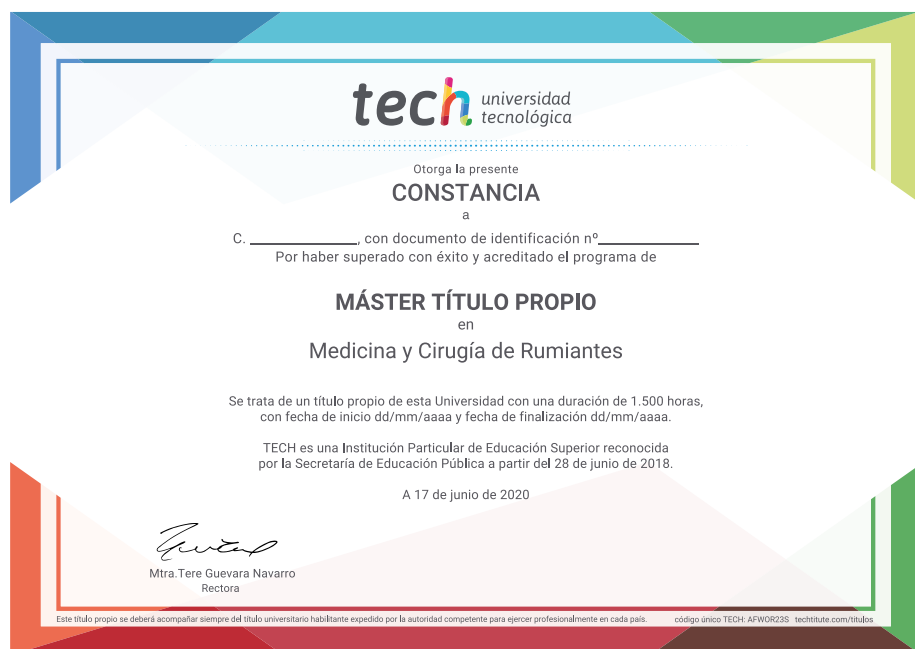 tech universidad
tecnológica
Otorga la presente
CONSTANCIA
a
C. ______________, con documento de identificación nº______________
Por haber superado con éxito y acreditado el programa de
MÁSTER TÍTULO PROPIO
en
Medicina y Cirugía de Rumiantes
Se trata de un título propio de esta Universidad con una duración de 1.500 horas,
con fecha de inicio dd/mm/aaaa y fecha de finalización dd/mm/aaaa.
TECH es una Institución Particular de Educación Superior reconocida
por la Secretaría de Educación Pública a partir del 28 de junio de 2018.
A 17 de junio de 2020
Mtra.Tere Guevara Navarro
Rectora
Este título propio se deberá acompañar siempre del título universitario habilitante expedido por la autoridad competente para ejercer profesionalmente en cada país. código único TECH: AFWOR23S techtitute.com/titulos